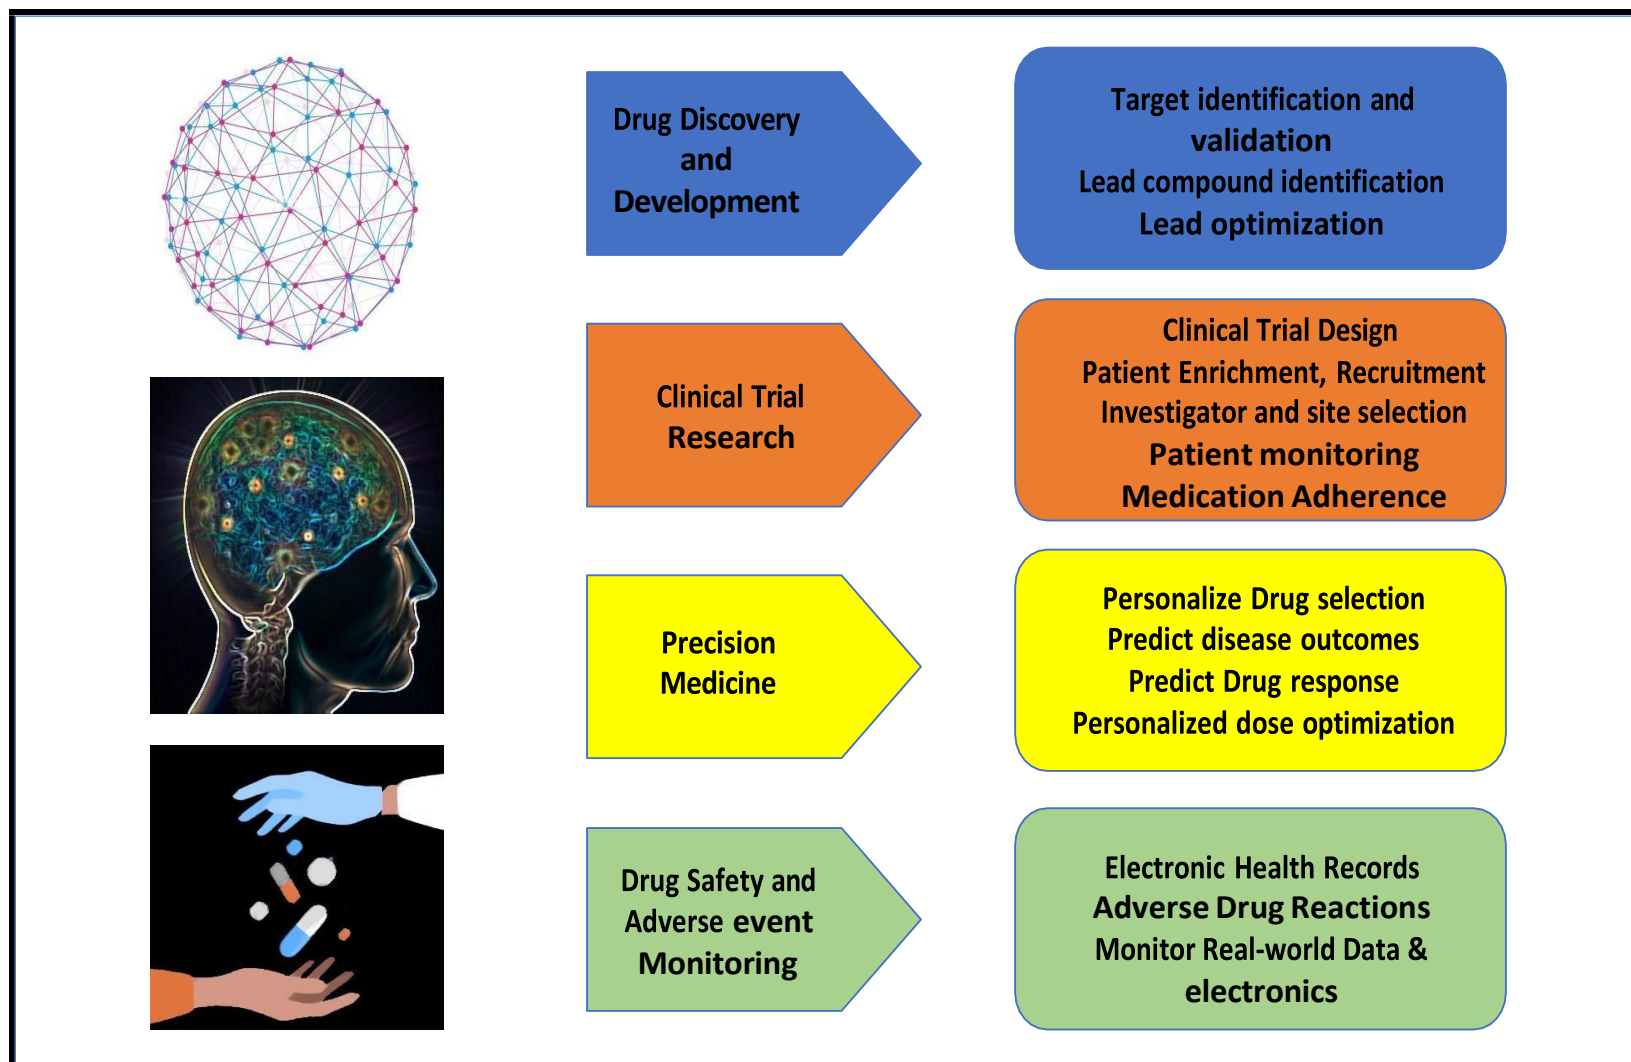 Drug Discovery
and
Development
Target identification and
validation
Lead compound identification
Lead optimization
Clinical Trial
Research
Clinical Trial Design
Patient Enrichment, Recruitment
Investigator and site selection
Patient monitoring
Medication Adherence
Precision
Medicine
Personalize Drug selection
Predict disease outcomes
Predict Drug response
Personalized dose optimization
Drug Safety and
Adverse event
Monitoring
Electronic Health Records
Adverse Drug Reactions
Monitor Real-world Data &
electronics